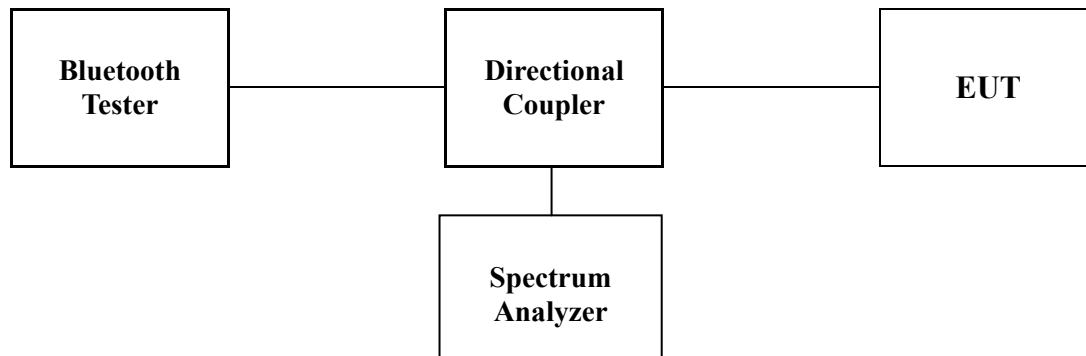 Bluetooth
Tester
Directional
Coupler
EUT
Spectrum
Analyzer